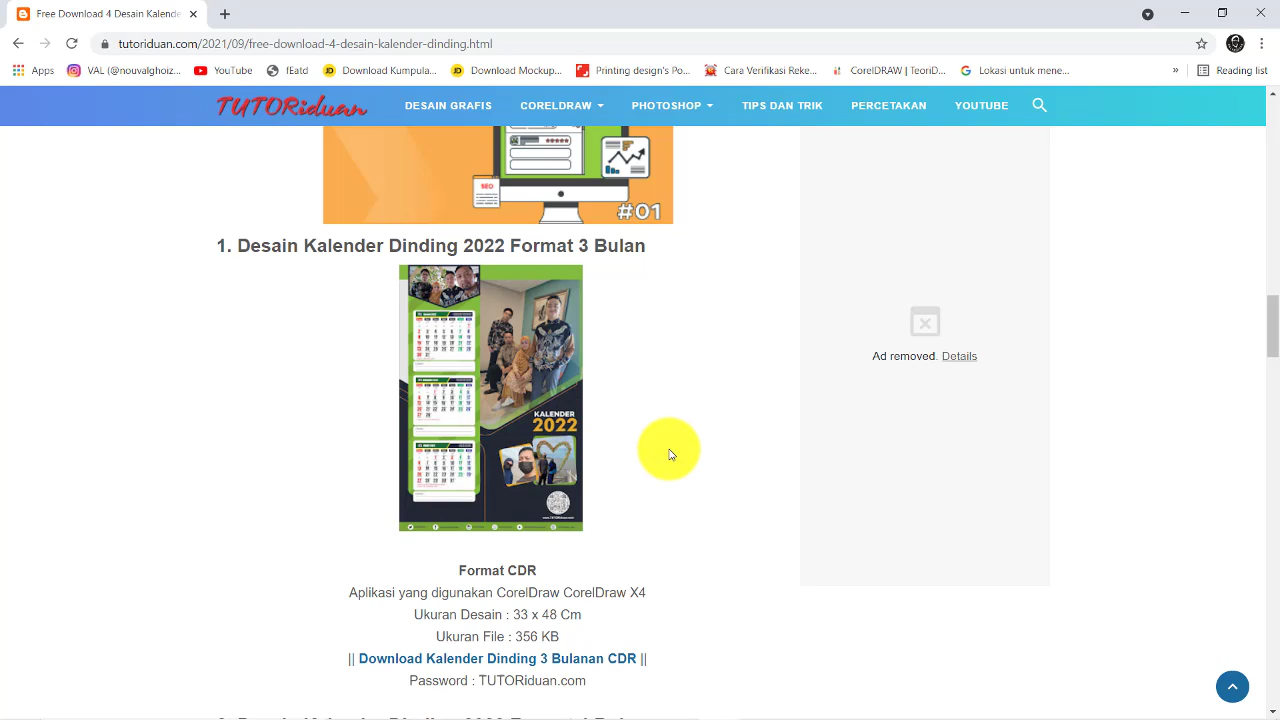 Free Download 4 Desain Kalende
tutoriduan.com/2021/09/free-download-4-desain-kalender-dinding.html
Apps
VAL (@nouvalghoiz...
YouTube
fEatd
Download Kumpula...
Download Mockup...
Printing design's Po...
Cara Verifikasi Reke...
CorelDRAW | TeoriD...
Lokasi untuk mene...
»
Reading list
TUTORiduan
DESAIN GRAFIS
CORELDRAW
PHOTOSHOP
TIPS DAN TRIK
PERCETAKAN
YOUTUBE
SEO
#01
1. Desain Kalender Dinding 2022 Format 3 Bulan
KALENDER
2022
www.TUTORiduan.com
Ad removed. Details
Format CDR
Aplikasi yang digunakan CorelDraw CorelDraw X4
Ukuran Desain : 33 x 48 Cm
Ukuran File : 356 KB
|| Download Kalender Dinding 3 Bulanan CDR ||
Password : TUTORiduan.com